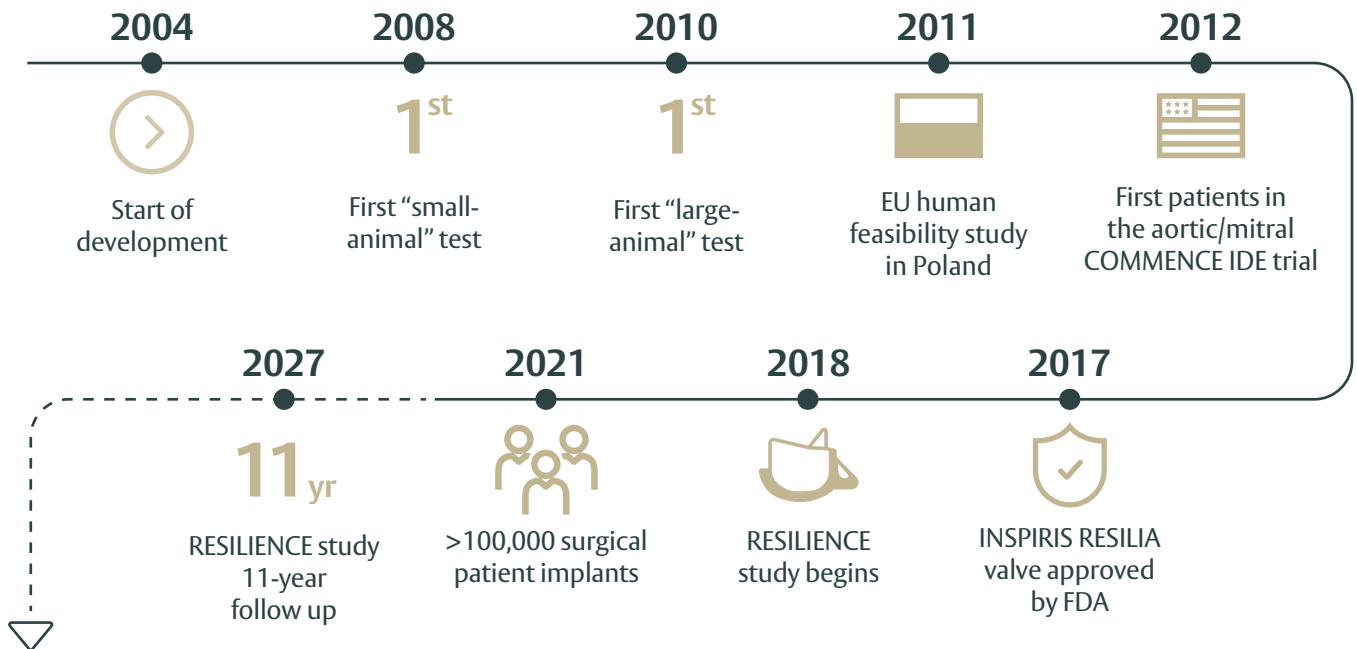 2004
2008
2010
2011
2012
1st
1st
Start of
development
First “small-
animal” test
First “large-
animal” test
EU human
feasibility study
in Poland
First patients in
the aortic/mitral
COMMENCE IDE trial
2027
2021
2018
2017
11 yr
RESILIENCE study
11-year
follow up
>100,000 surgical
patient implants
RESILIENCE
study begins
INSPIRIS RESILIA
valve approved
by FDA